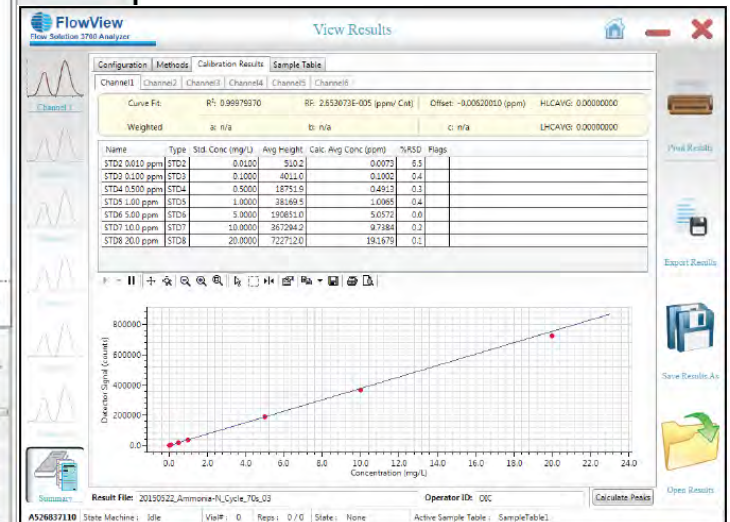 FlowView
Flow Solution 3700 Analyzer
View Results
Configuration Methods Calibration Results Sample Table
Channel1 Channel2 Channel3 Channel4 Channel5 Channel6
Channel 1
Curve Fit: R²: 0.99979370 RF: 2.653073E-005 (ppm/ Cnt) Offset: -0.00620010 (ppm) HLCAVG: 0.00000000
Weighted a: n/a b: n/a c: n/a LHCAVG: 0.00000000
Name Type Std. Conc (mg/L) Avg Height Calc. Avg Conc (ppm) %RSD Flags
STD2 0.010 ppm STD2 0.0100 510.2 0.0073 6.5
STD3 0.100 ppm STD3 0.1000 4011.0 0.1002 0.4
STD4 0.500 ppm STD4 0.5000 18751.9 0.4913 0.3
STD5 1.00 ppm STD5 1.0000 38169.5 1.0065 0.4
STD6 5.00 ppm STD6 5.0000 190851.0 5.0572 0.0
STD7 10.0 ppm STD7 10.0000 367294.2 9.7384 0.2
STD8 20.0 ppm STD8 20.0000 722712.0 19.1679 0.1
Print Results
Export Results
Save Results As
Open Results
Detector Signal (counts)
800000
600000
400000
200000
0.0
0.0 2.0 4.0 6.0 8.0 10.0 12.0 14.0 16.0 18.0 20.0 22.0 24.0
Concentration (mg/L)
Summary
Result File: 20150522_Ammonia-N_Cycle_70s_03 Operator ID: OIC Calculate Peaks
A526837110 State Machine: Idle Vial#: 0 Reps: 0/0 State: None Active Sample Table: SampleTable1